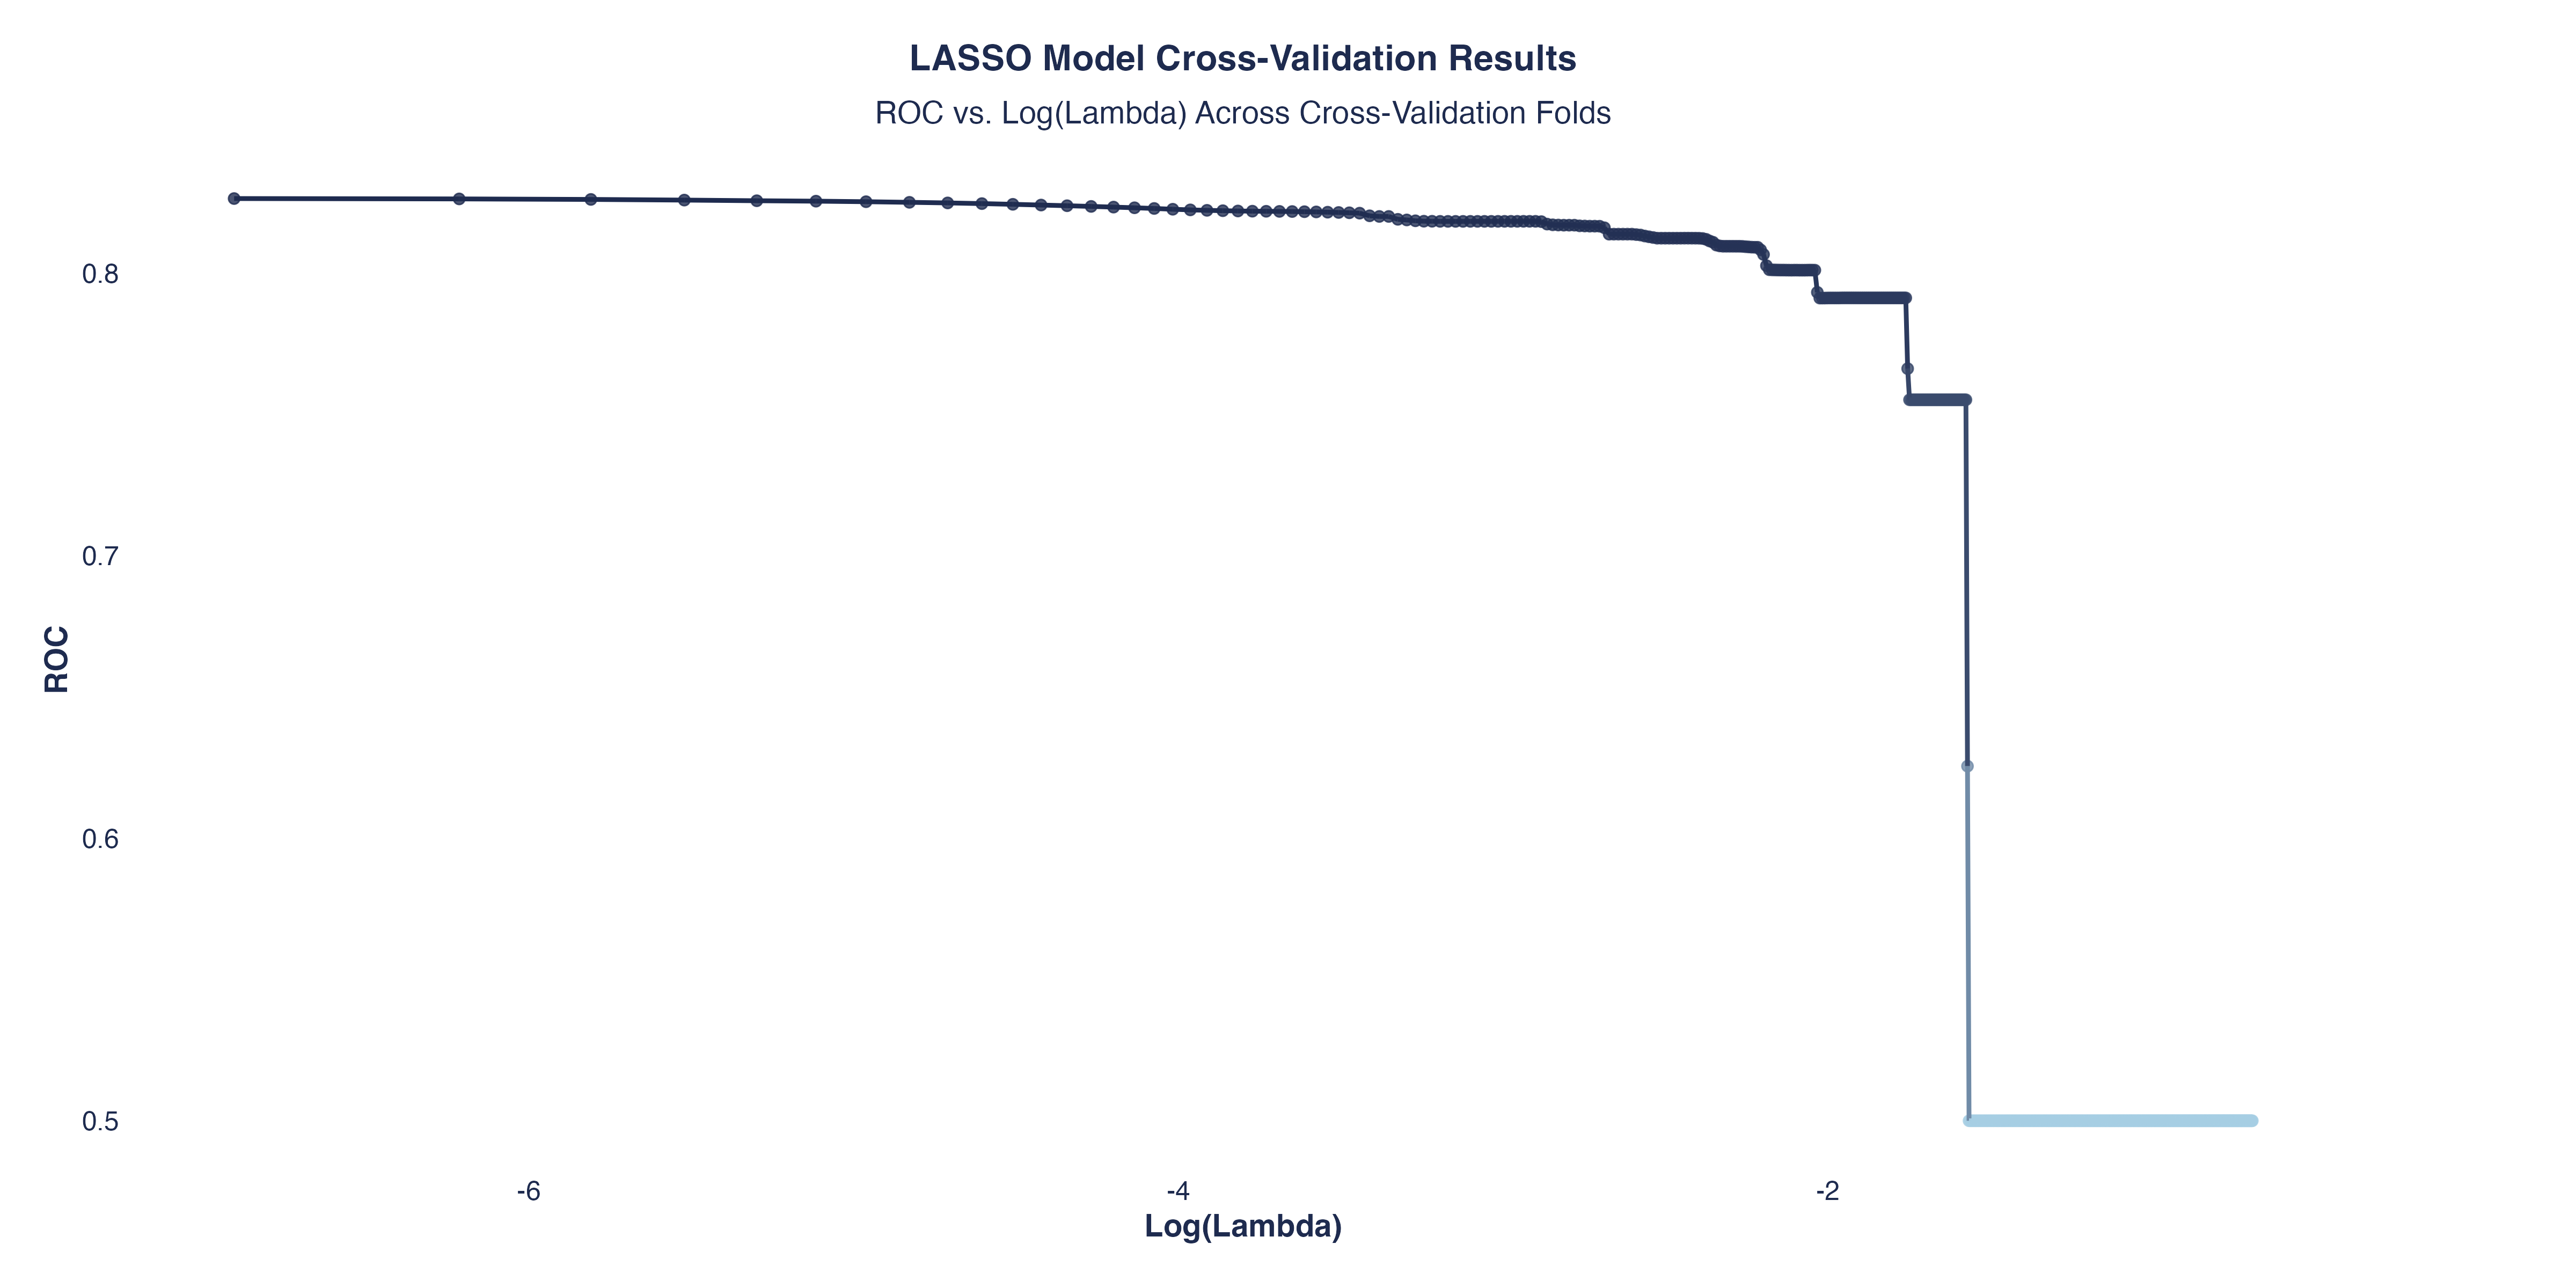 LASSO Model Cross-Validation Results
ROC vs. Log(Lambda) Across Cross-Validation Folds
ROC
0.8
0.7
0.6
0.5
-6
-4
-2
Log(Lambda)